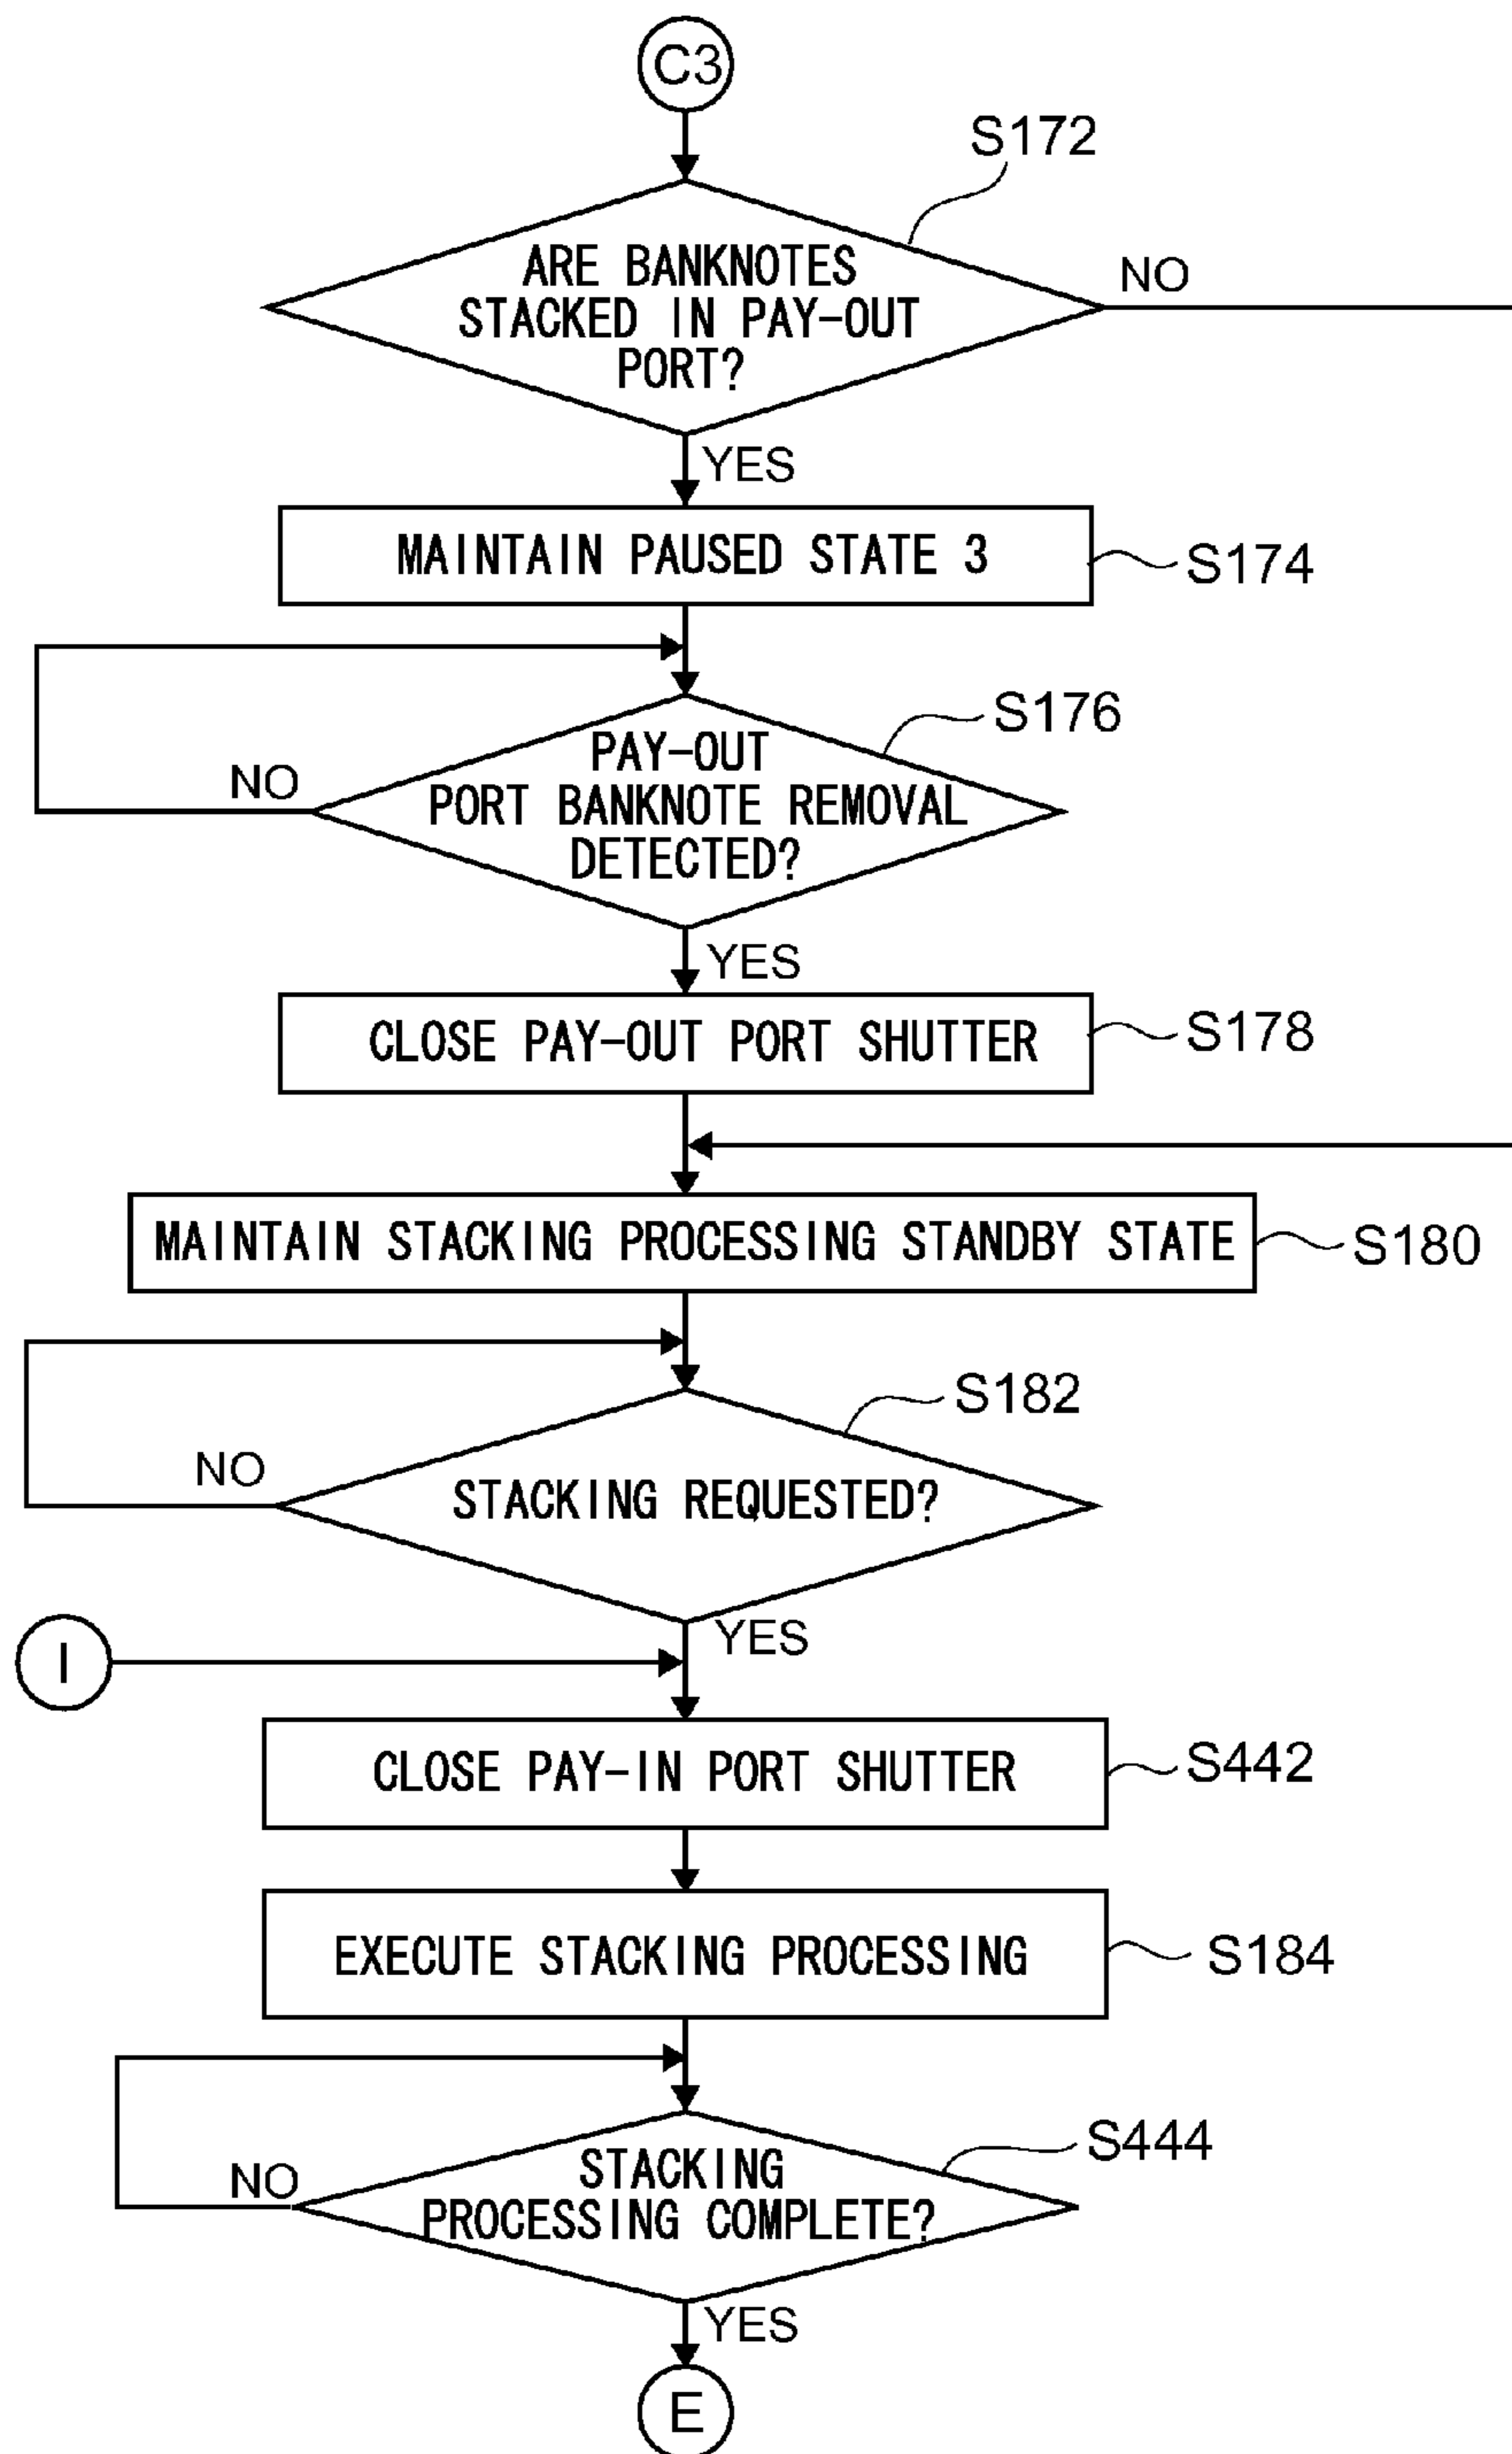 C3
S172
ARE BANKNOTES
STACKED IN PAY-OUT
PORT?
NO
YES
MAINTAIN PAUSED STATE 3
S174
S176
PAY-OUT
PORT BANKNOTE REMOVAL
DETECTED?
NO
YES
CLOSE PAY-OUT PORT SHUTTER
S178
MAINTAIN STACKING PROCESSING STANDBY STATE
S180
S182
STACKING REQUESTED?
NO
YES
I
CLOSE PAY-IN PORT SHUTTER
S442
EXECUTE STACKING PROCESSING
S184
S444
STACKING
PROCESSING COMPLETE?
NO
YES
E